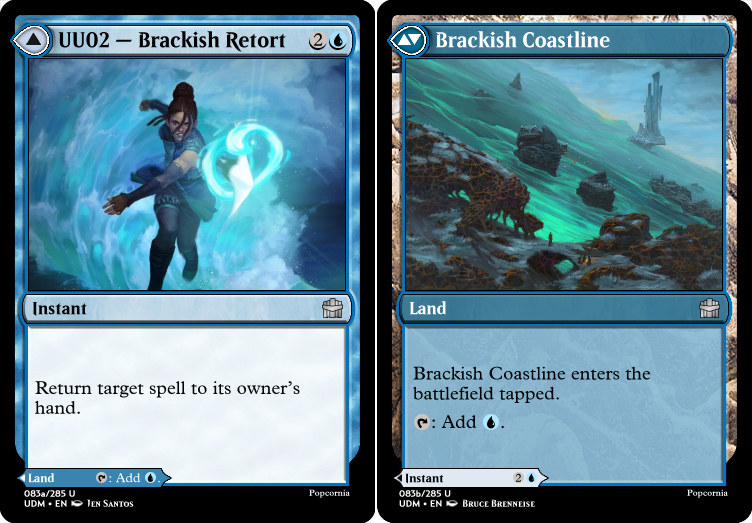 UU02 — Brackish Retort 2
Instant
Return target spell to its owner's
hand.
Land : Add .
083a/285 U
Popcornia
UDM • EN Jen Santos
Brackish Coastline
Land
Brackish Coastline enters the
battlefield tapped.
: Add .
Instant 2
083b/285 U
Popcornia
UDM • EN Bruce Brenneise